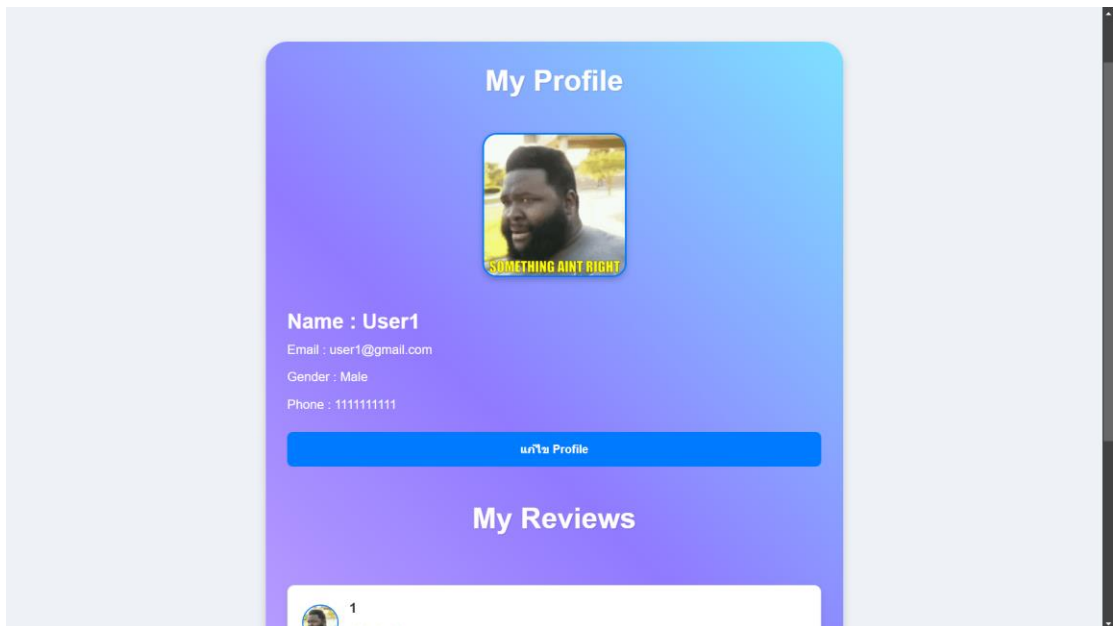 My Profile
SOMETHING AINT RIGHT
Name : User1
Email : user1@gmail.com
Gender : Male
Phone : 1111111111
แก้ไข Profile
My Reviews
1